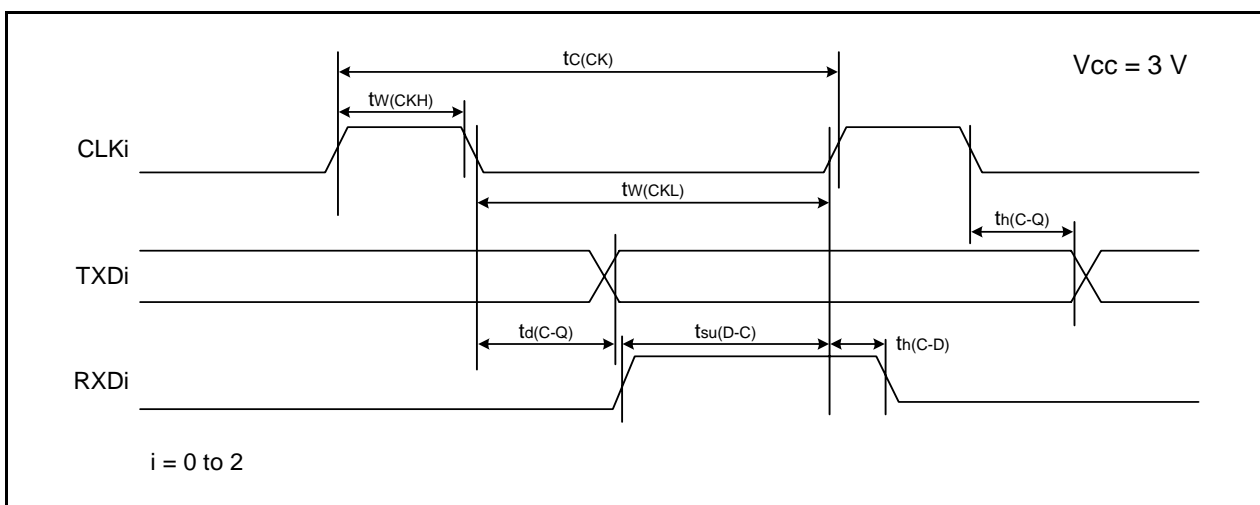 tC(CK)
Vcc = 3 V
tW(CKH)
CLKi
tW(CKL)
th(C-Q)
TXDi
td(C-Q)
tsu(D-C)
th(C-D)
RXDi
i = 0 to 2